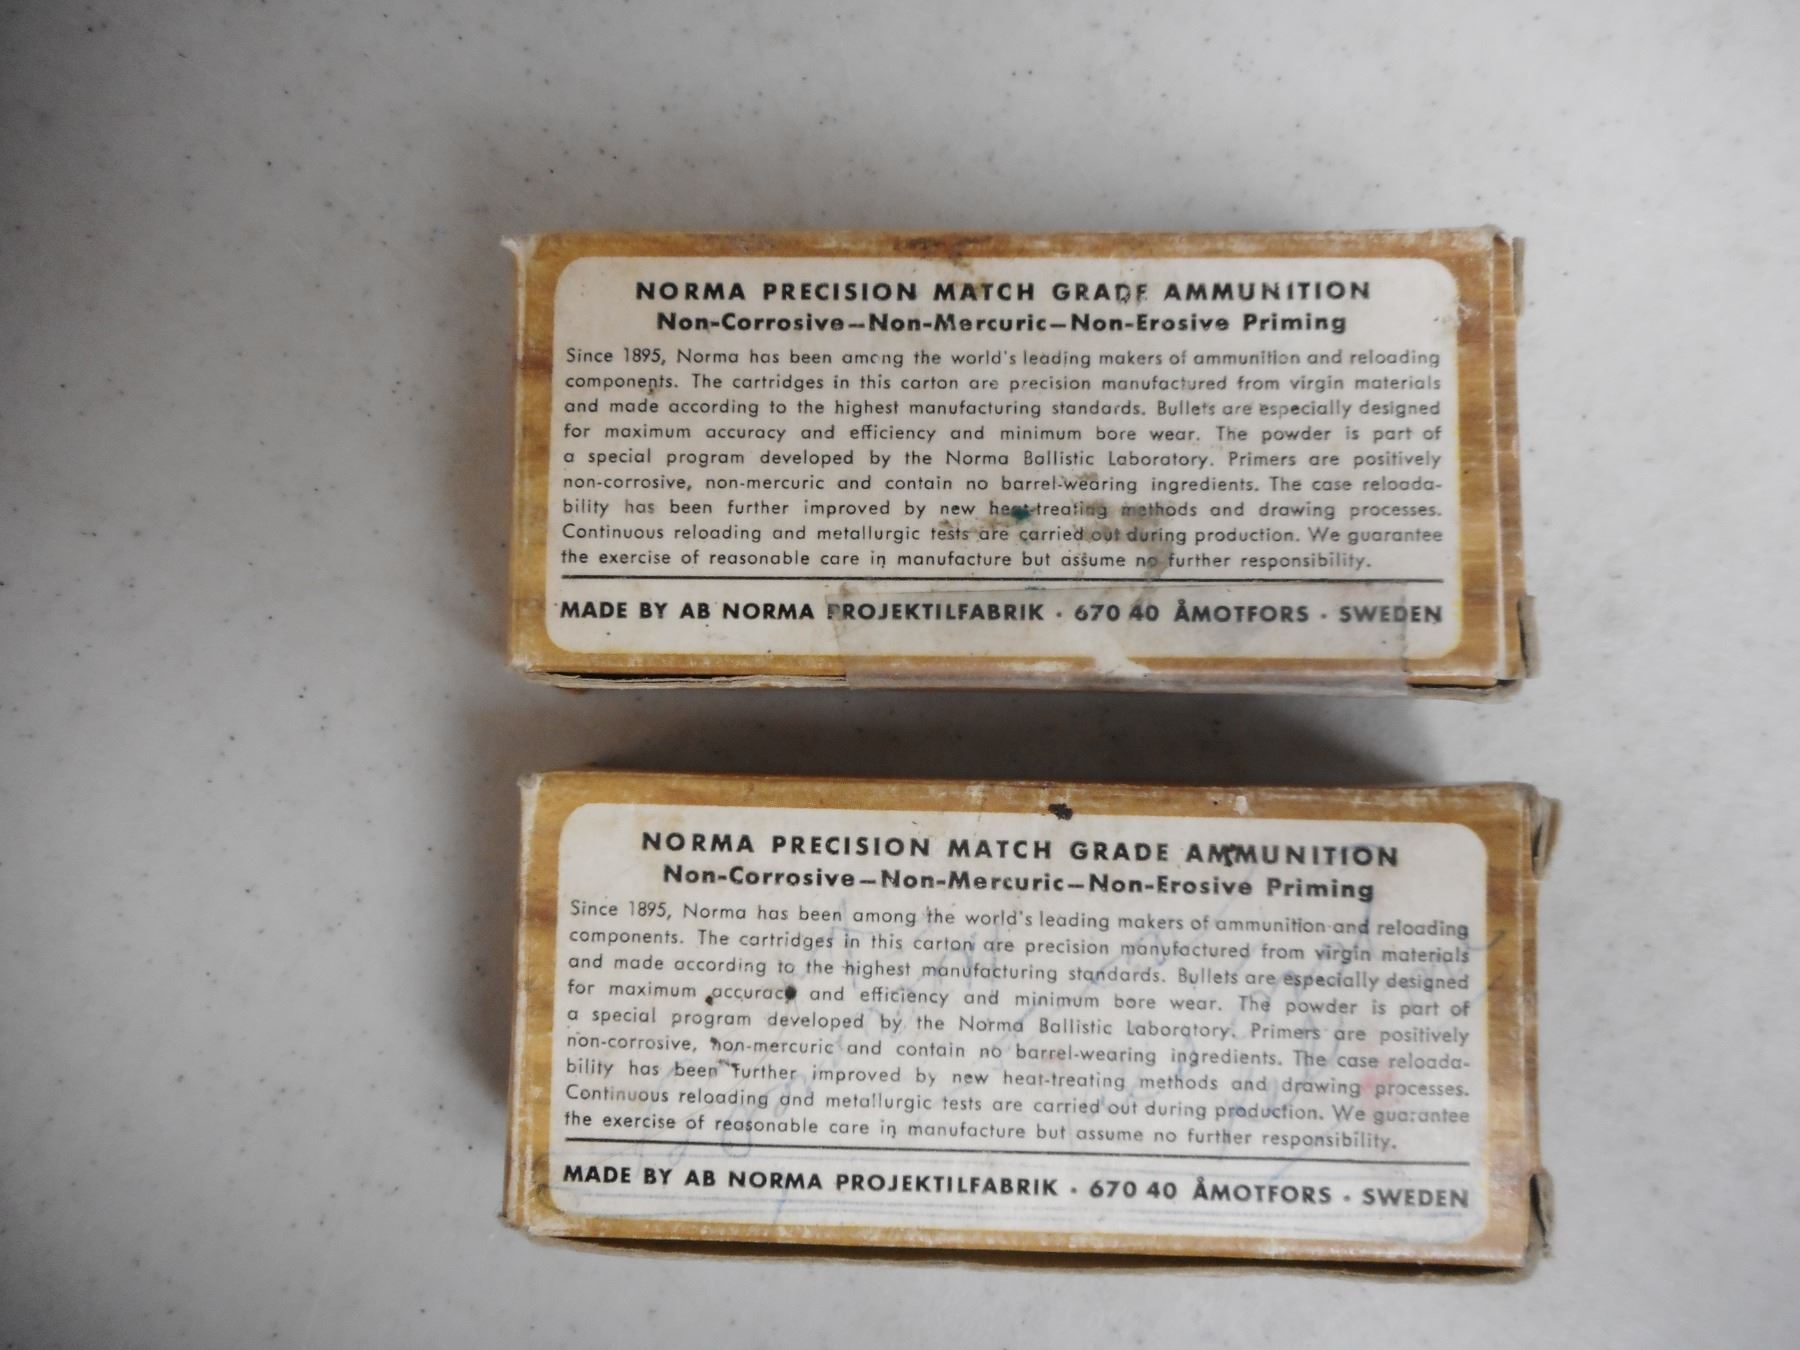 NORMA PRECISION MATCH GRADE AMMUNITION
Non-Corrosive—Non-Mercuric—Non-Erosive Priming
Since 1895, Norma has been among the world's leading makers of ammunition and reloading
components. The cartridges in this carton are precision manufactured from virgin materials
and made according to the highest manufacturing standards. Bullets are especially designed
for maximum accuracy and efficiency and minimum bore wear. The powder is part of
a special program developed by the Norma Ballistic Laboratory. Primers are positively
non-corrosive, non-mercuric and contain no barrel-wearing ingredients. The case reloada-
bility has been further improved by new heat-treating methods and drawing processes.
Continuous reloading and metallurgic tests are carried out during production. We guarantee
the exercise of reasonable care in manufacture but assume no further responsibility.
MADE BY AB NORMA PROJEKTILFABRIK · 670 40 ÅMOTFORS · SWEDEN
NORMA PRECISION MATCH GRADE AMMUNITION
Non-Corrosive—Non-Mercuric—Non-Erosive Priming
Since 1895, Norma has been among the world's leading makers of ammunition and reloading
components. The cartridges in this carton are precision manufactured from virgin materials
and made according to the highest manufacturing standards. Bullets are especially designed
for maximum accuracy and efficiency and minimum bore wear. The powder is part of
a special program developed by the Norma Ballistic Laboratory. Primers are positively
non-corrosive, non-mercuric and contain no barrel-wearing ingredients. The case reloada-
bility has been further improved by new heat-treating methods and drawing processes.
Continuous reloading and metallurgic tests are carried out during production. We guarantee
the exercise of reasonable care in manufacture but assume no further responsibility.
MADE BY AB NORMA PROJEKTILFABRIK · 670 40 ÅMOTFORS · SWEDEN